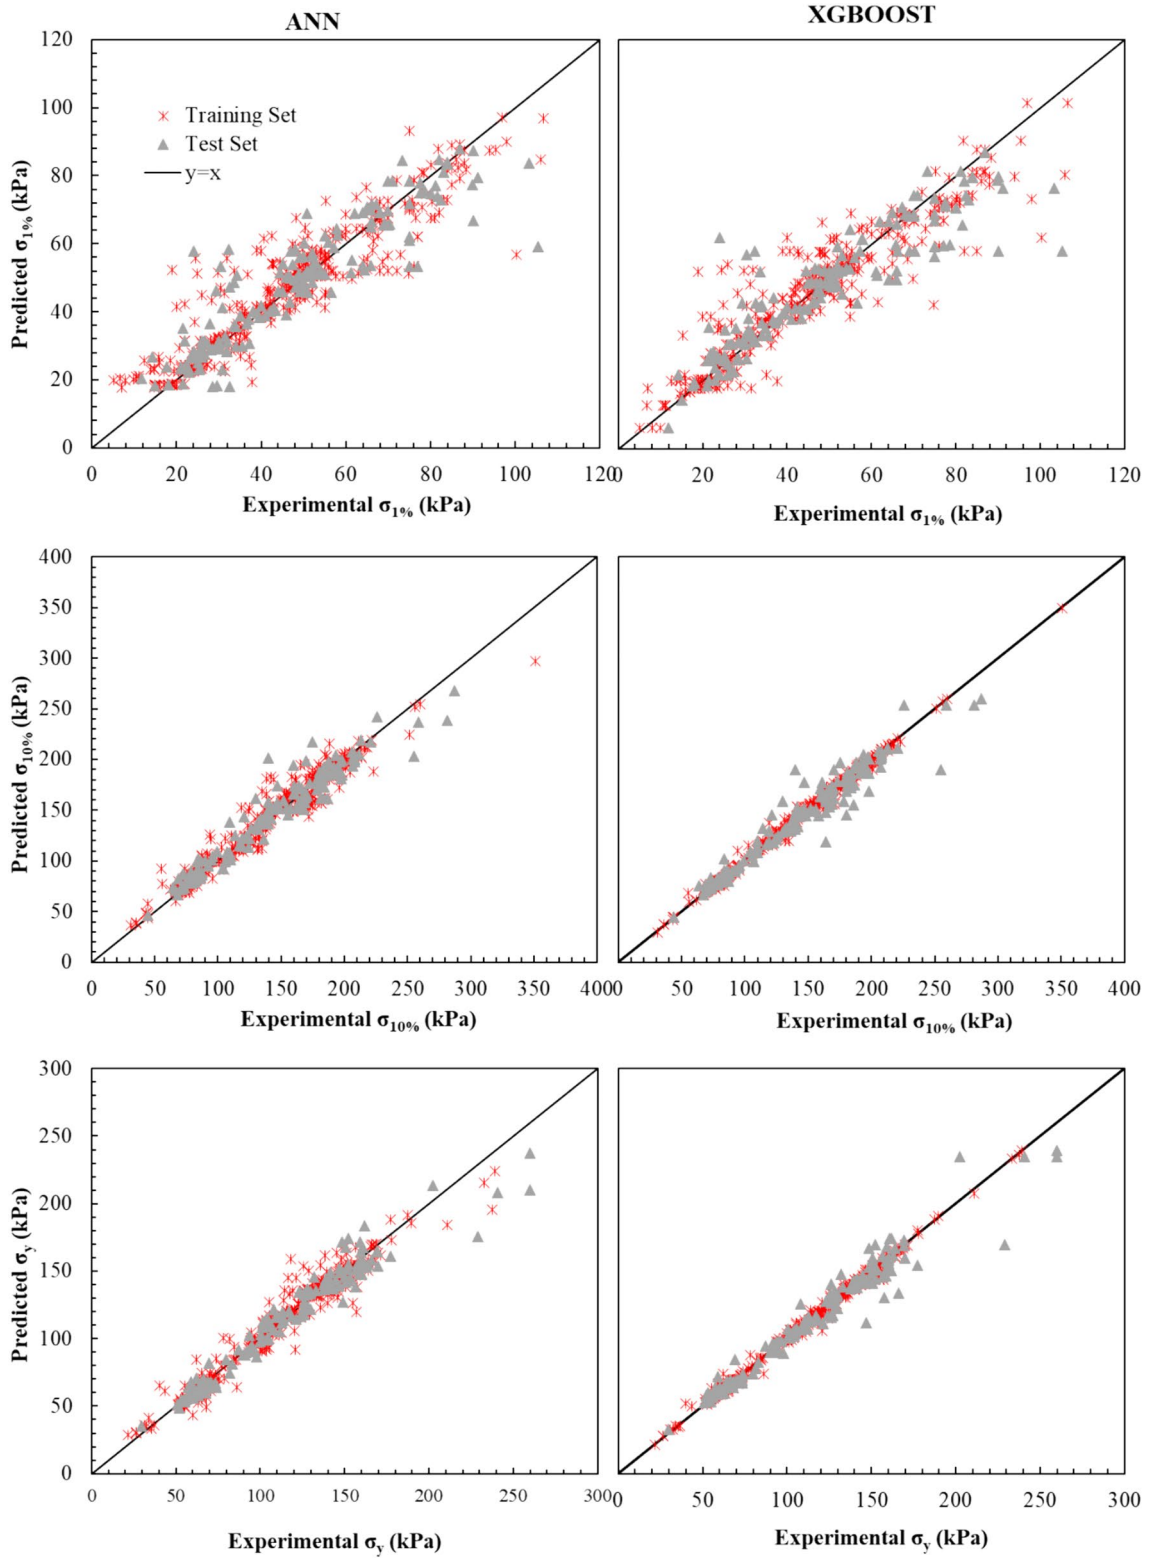 ANN
XGBOOST
120
100
80
60
40
20
0
Predicted σ1% (kPa)
Training Set
Test Set
y=x
0 20 40 60 80 100 120
20 40 60 80 100 120
Experimental σ1% (kPa)
Experimental σ1% (kPa)
400
350
300
250
200
150
100
50
0
Predicted σ10% (kPa)
0 50 100 150 200 250 300 350 400
0 50 100 150 200 250 300 350 400
Experimental σ10% (kPa)
Experimental σ10% (kPa)
300
250
200
150
100
50
0
Predicted σy (kPa)
0 50 100 150 200 250 300
0 50 100 150 200 250 300
Experimental σy (kPa)
Experimental σy (kPa)